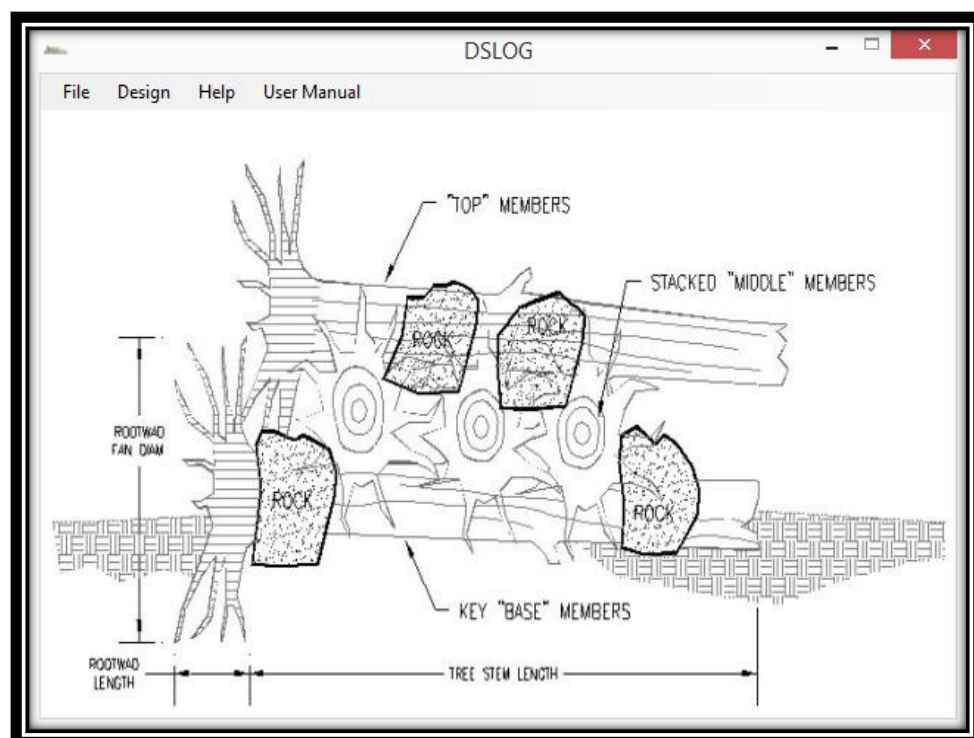 DSLOG
File Design Help User Manual
"TOP" MEMBERS
STACKED "MIDDLE" MEMBERS
ROCK
ROCK
ROOTWAD
FAN DIAM
ROCK
ROCK
KEY "BASE" MEMBERS
ROOTWAD
LENGTH
TREE STEM LENGTH